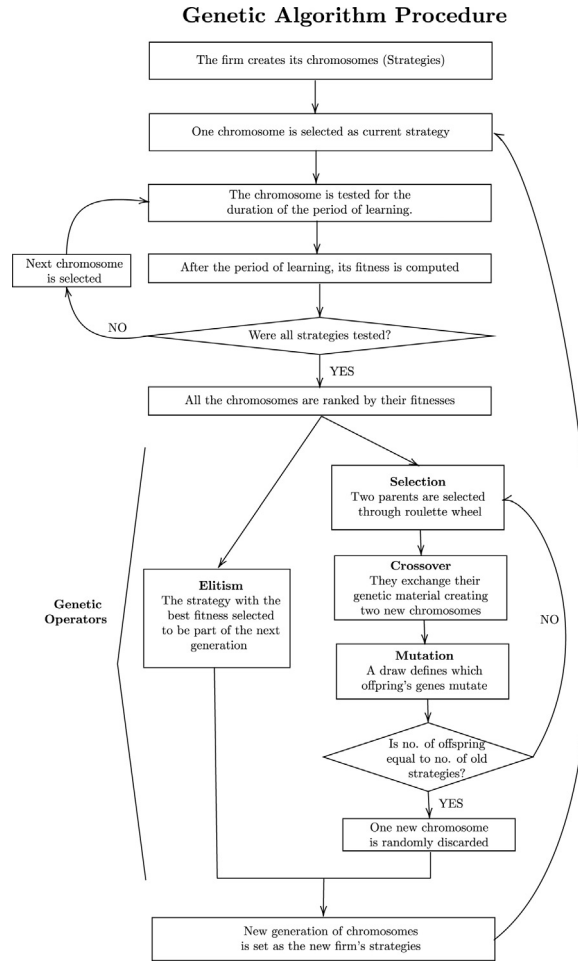 Genetic Algorithm Procedure
The firm creates its chromosomes (Strategies)
One chromosome is selected as current strategy
The chromosome is tested for the
duration of the period of learning.
Next chromosome
is selected
After the period of learning, its fitness is computed
NO
Were all strategies tested?
YES
All the chromosomes are ranked by their fitnesses
Genetic
Operators
Elitism
The strategy with the
best fitness selected
to be part of the next
generation
Selection
Two parents are selected
through roulette wheel
Crossover
They exchange their
genetic material creating
two new chromosomes
Mutation
A draw defines which
offspring's genes mutate
NO
Is no. of offspring
equal to no. of old
strategies?
YES
One new chromosome
is randomly discarded
New generation of chromosomes
is set as the new firm's strategies